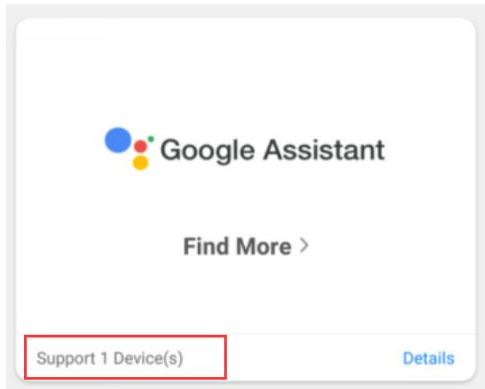 Google Assistant
Find More >
Support 1 Device(s)
Details